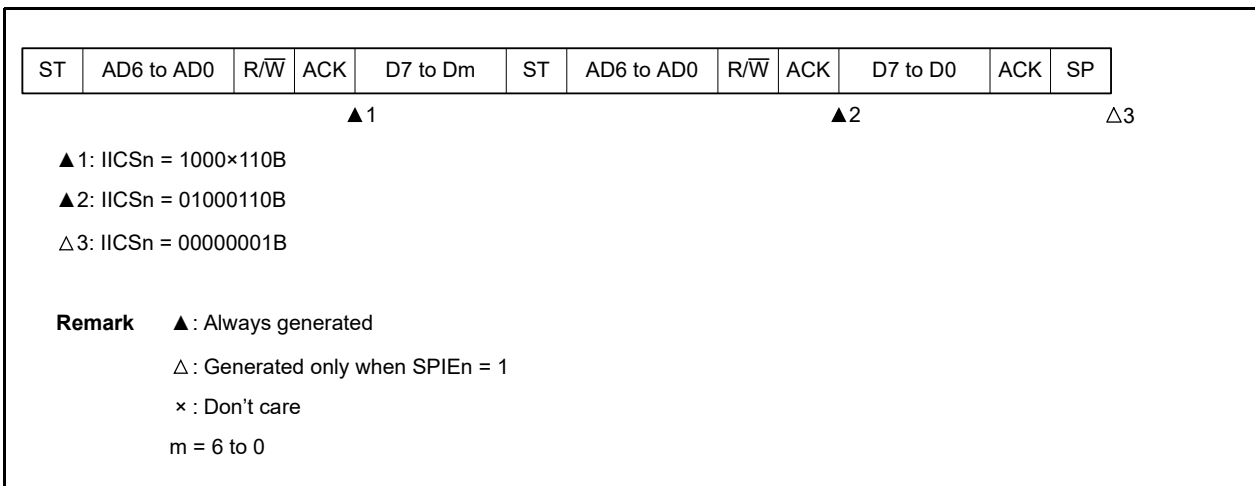 ST AD6 to AD0 R/W̅ ACK D7 to Dm ST AD6 to AD0 R/W̅ ACK D7 to D0 ACK SP
▲1 ▲2 △3
▲1: IICSn = 1000×110B
▲2: IICSn = 01000110B
△3: IICSn = 00000001B
Remark ▲: Always generated
△: Generated only when SPIEn = 1
×: Don't care
m = 6 to 0